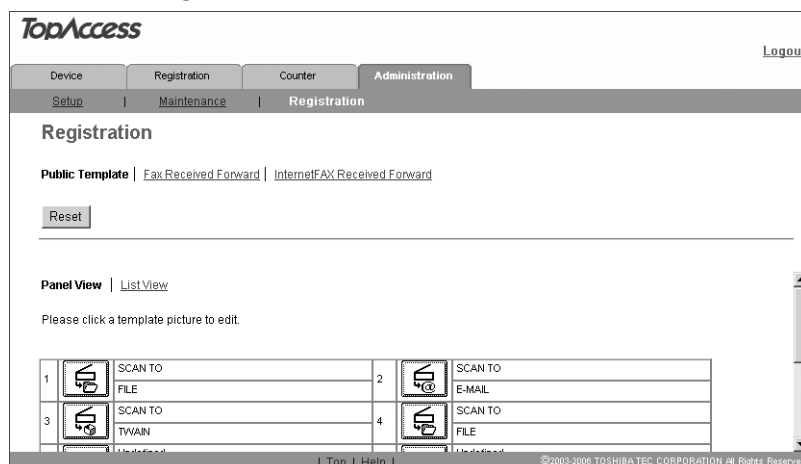 TopAccess
Logou
Device Registration Counter Administration
Setup | Maintenance | Registration
Registration
Public Template | Fax Received Forward | InternetFAX Received Forward
Reset
Panel View | List View
Please click a template picture to edit.
1 SCAN TO FILE 2 @ SCAN TO E-MAIL
3 SCAN TO TWAIN 4 SCAN TO FILE
Undefined Undefined
| Top | Help |
©2003-2006 TOSHIBA TEC CORPORATION All Rights Reserve